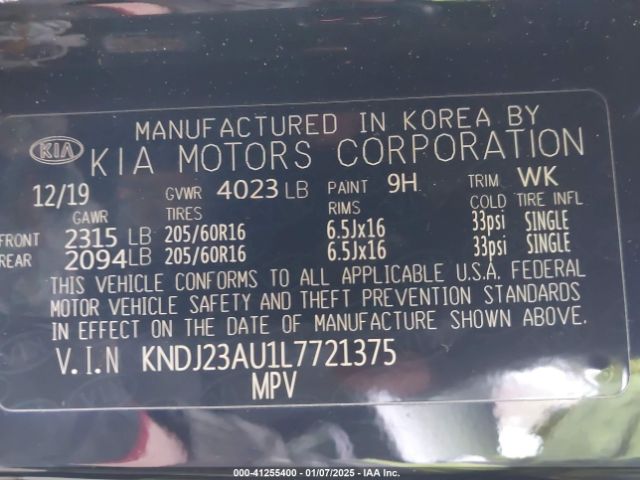 MANUFACTURED IN KOREA BY
KIA KIA MOTORS CORPORATION
12/19 GVWR 4023 LB PAINT 9H TRIM WK
GAWR TIRES RIMS COLD TIRE INFL
FRONT 2315 LB 205/60R16 6.5Jx16 33psi SINGLE
REAR 2094 LB 205/60R16 6.5Jx16 33psi SINGLE
THIS VEHICLE CONFORMS TO ALL APPLICABLE U.S.A. FEDERAL
MOTOR VEHICLE SAFETY AND THEFT PREVENTION STANDARDS
IN EFFECT ON THE DATE OF MANUFACTURE SHOWN ABOVE.
V.I.N KNDJ23AU1L7721375
MPV
000-41255400 - 01/07/2025 - IAA Inc.